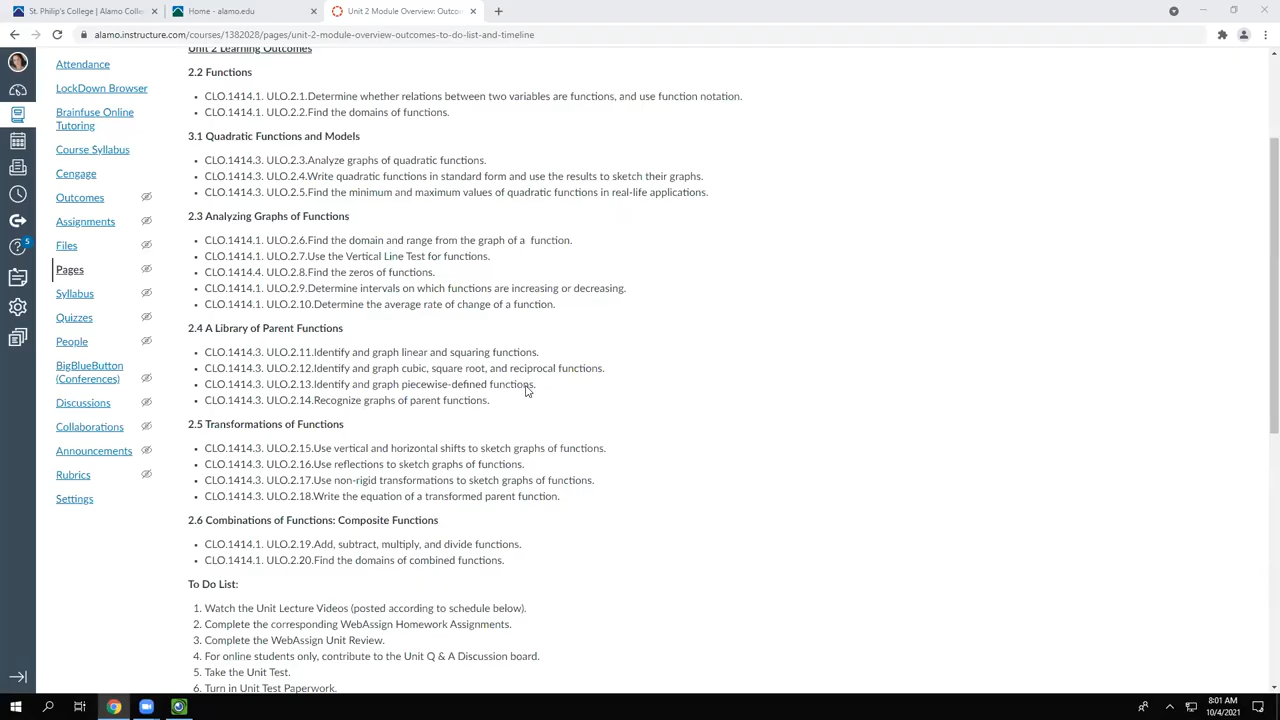 St. Philip's College | Alamo Coll
Home - alamo.edu
Unit 2 Module Overview: Outco
alamo.instructure.com/courses/1382028/pages/unit-2-module-overview-outcomes-to-do-list-and-timeline
Unit 2 Learning Outcomes
Attendance
LockDown Browser
Brainfuse Online
Tutoring
Course Syllabus
Cengage
Outcomes
Assignments
Files
Pages
Syllabus
Quizzes
People
BigBlueButton
(Conferences)
Discussions
Collaborations
Announcements
Rubrics
Settings
5
2.2 Functions
• CLO.1414.1. ULO.2.1.Determine whether relations between two variables are functions, and use function notation.
• CLO.1414.1. ULO.2.2.Find the domains of functions.
3.1 Quadratic Functions and Models
• CLO.1414.3. ULO.2.3.Analyze graphs of quadratic functions.
• CLO.1414.3. ULO.2.4.Write quadratic functions in standard form and use the results to sketch their graphs.
• CLO.1414.3. ULO.2.5.Find the minimum and maximum values of quadratic functions in real-life applications.
2.3 Analyzing Graphs of Functions
• CLO.1414.1. ULO.2.6.Find the domain and range from the graph of a function.
• CLO.1414.1. ULO.2.7.Use the Vertical Line Test for functions.
• CLO.1414.4. ULO.2.8.Find the zeros of functions.
• CLO.1414.1. ULO.2.9.Determine intervals on which functions are increasing or decreasing.
• CLO.1414.1. ULO.2.10.Determine the average rate of change of a function.
2.4 A Library of Parent Functions
• CLO.1414.3. ULO.2.11.Identify and graph linear and squaring functions.
• CLO.1414.3. ULO.2.12.Identify and graph cubic, square root, and reciprocal functions.
• CLO.1414.3. ULO.2.13.Identify and graph piecewise-defined functions.
• CLO.1414.3. ULO.2.14.Recognize graphs of parent functions.
2.5 Transformations of Functions
• CLO.1414.3. ULO.2.15.Use vertical and horizontal shifts to sketch graphs of functions.
• CLO.1414.3. ULO.2.16.Use reflections to sketch graphs of functions.
• CLO.1414.3. ULO.2.17.Use non-rigid transformations to sketch graphs of functions.
• CLO.1414.3. ULO.2.18.Write the equation of a transformed parent function.
2.6 Combinations of Functions: Composite Functions
• CLO.1414.1. ULO.2.19.Add, subtract, multiply, and divide functions.
• CLO.1414.1. ULO.2.20.Find the domains of combined functions.
To Do List:
1. Watch the Unit Lecture Videos (posted according to schedule below).
2. Complete the corresponding WebAssign Homework Assignments.
3. Complete the WebAssign Unit Review.
4. For online students only, contribute to the Unit Q & A Discussion board.
5. Take the Unit Test.
6. Turn in Unit Test Paperwork.
8:01 AM
10/4/2021